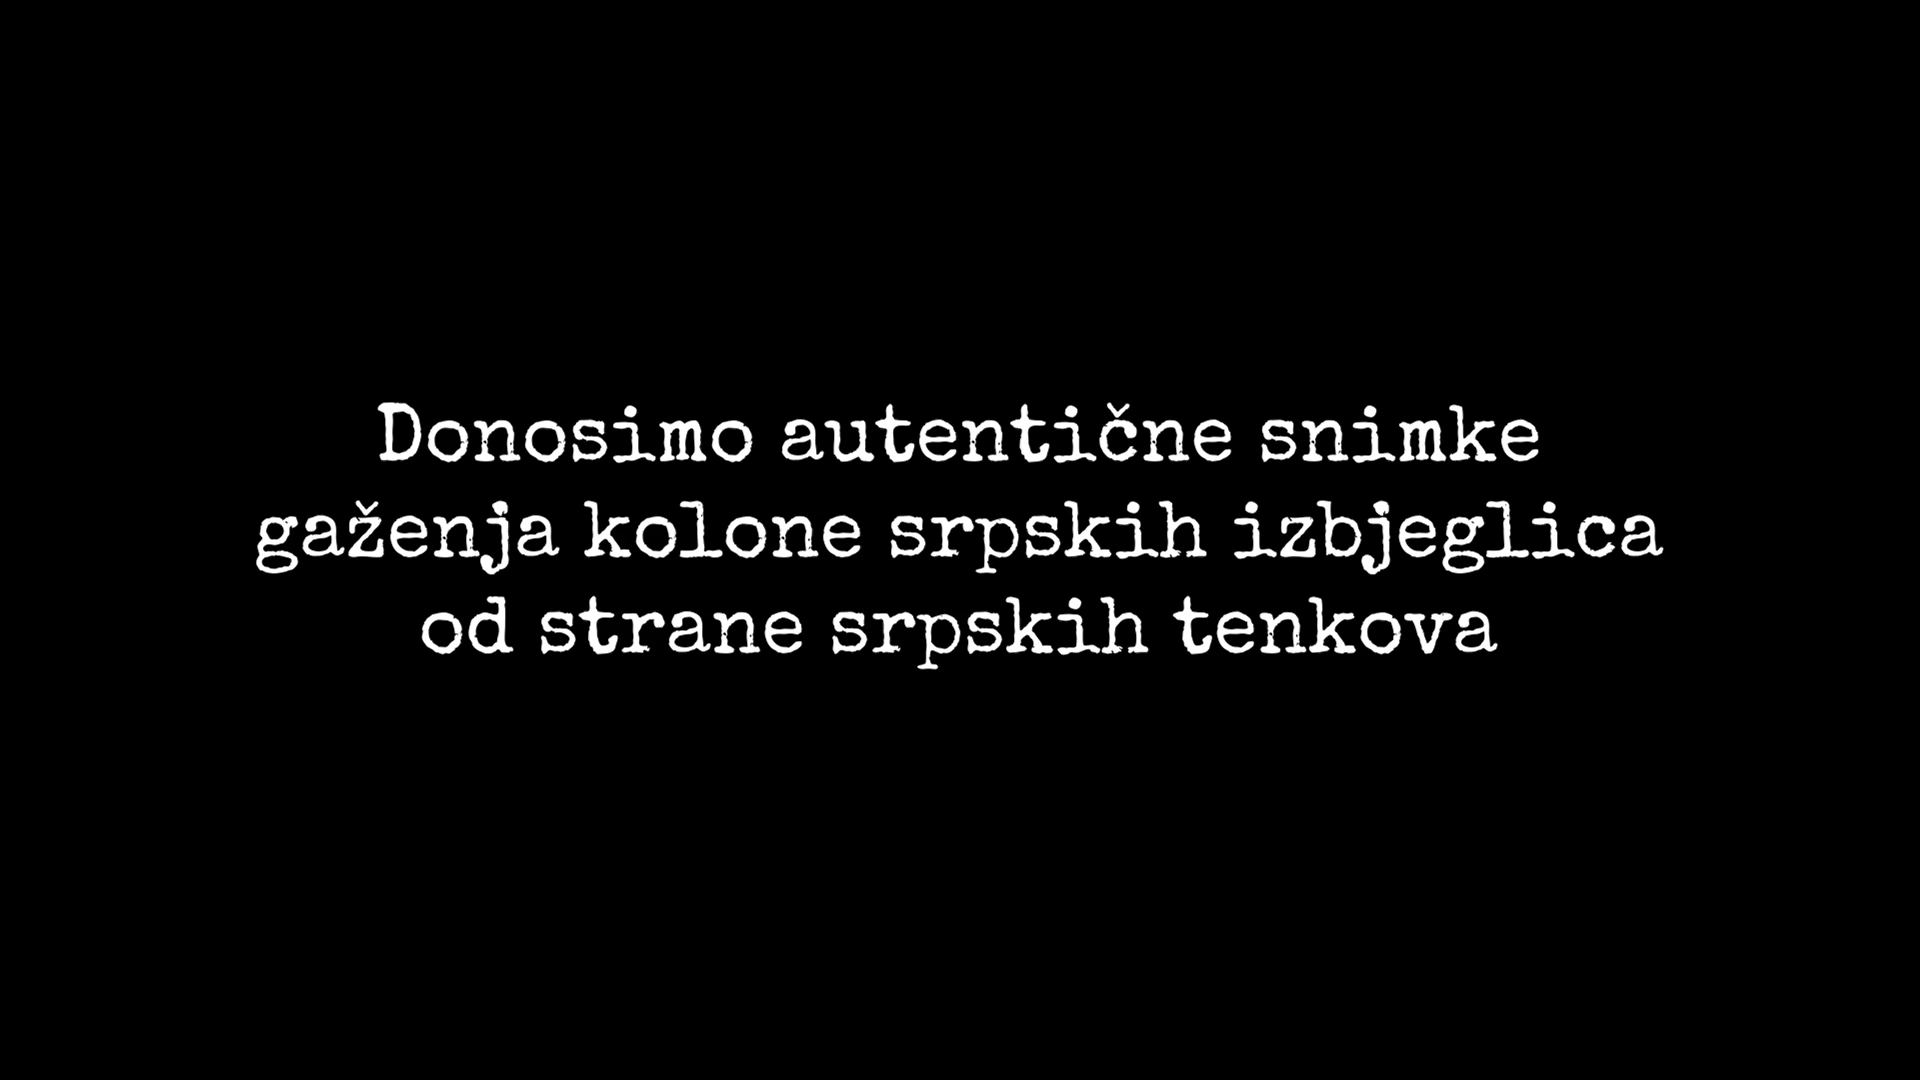 Donosimo autentične snimke
gaženja kolone srpskih izbjeglica
od strane srpskih tenkova